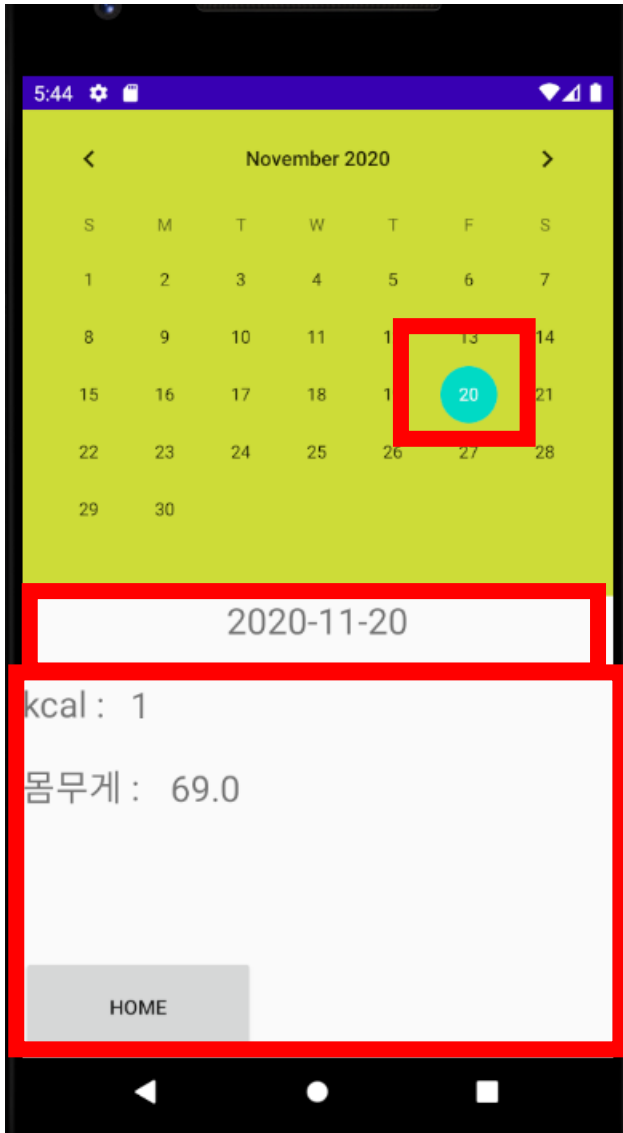 5:44
November 2020
S M T W T F S
1 2 3 4 5 6 7
8 9 10 11 13 14
15 16 17 18 20 21
22 23 24 25 26 27 28
29 30
2020-11-20
kcal : 1
몸무게 : 69.0
HOME